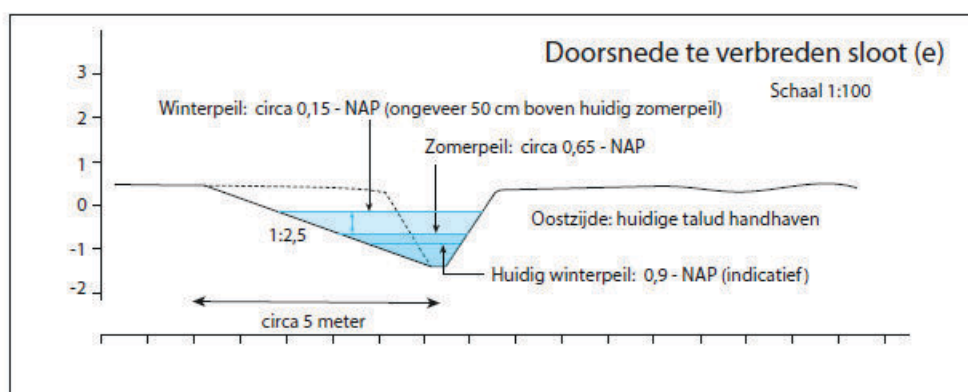 Doorsnede te verbreden sloot (e)
Schaal 1:100
3
2
1
0
-1
-2
Winterpeil: circa 0,15 - NAP (ongeveer 50 cm boven huidig zomerpeil)
Zomerpeil: circa 0,65 - NAP
Oostzijde: huidige talud handhaven
1:2,5
Huidig winterpeil: 0,9 - NAP (indicatief)
circa 5 meter